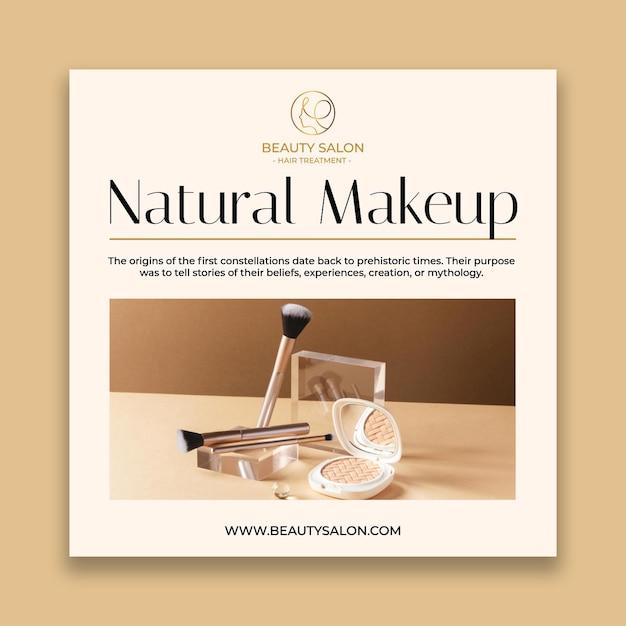 BEAUTY SALON
- HAIR TREATMENT -
Natural Makeup
The origins of the first constellations date back to prehistoric times. Their purpose
was to tell stories of their beliefs, experiences, creation, or mythology.
WWW.BEAUTYSALON.COM